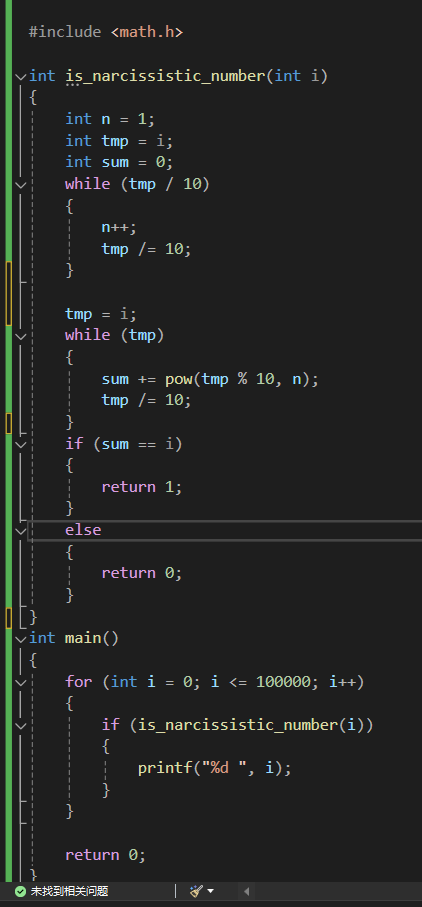 #include <math.h>
int is_narcissistic_number(int i)
{
int n = 1;
int tmp = i;
int sum = 0;
while (tmp / 10)
{
n++;
tmp /= 10;
}
tmp = i;
while (tmp)
{
sum += pow(tmp % 10, n);
tmp /= 10;
}
if (sum == i)
{
return 1;
}
else
{
return 0;
}
}
int main()
{
for (int i = 0; i <= 100000; i++)
{
if (is_narcissistic_number(i))
{
printf("%d ", i);
}
}
return 0;
}
未找到相关问题